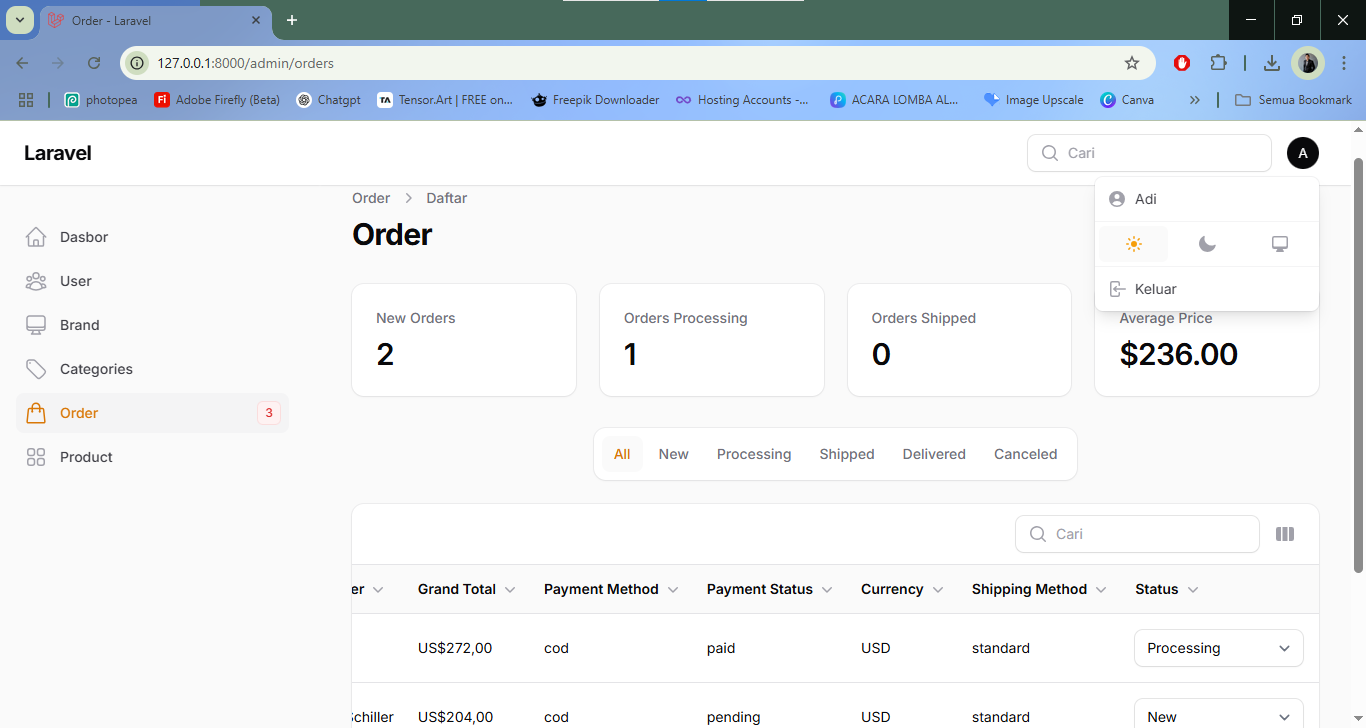 Order - Laravel
127.0.0.1:8000/admin/orders
photopea
Adobe Firefly (Beta)
Chatgpt
TA Tensor.Art | FREE on...
Freepik Downloader
Hosting Accounts -...
ACARA LOMBA AL...
Image Upscale
Canva
Semua Bookmark
Laravel
Cari
A
Order > Daftar
Order
Adi
Keluar
Dasbor
User
Brand
Categories
Order 3
Product
New Orders
2
Orders Processing
1
Orders Shipped
0
Average Price
$236.00
All New Processing Shipped Delivered Canceled
Cari
er Grand Total Payment Method Payment Status Currency Shipping Method Status
US$272,00 cod paid USD standard Processing
chiller US$204,00 cod pending USD standard New